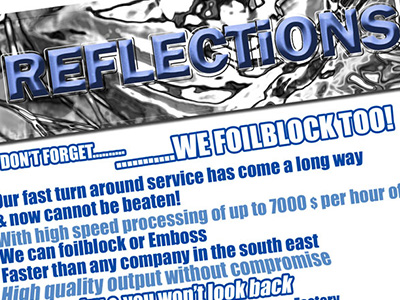 REFLECTiONS
DON'T FORGET..........
...........WE FOILBLOCK TOO!
Our fast turn around service has come a long way
& now cannot be beaten!
With high speed processing of up to 7000 $ per hour of
We can foilblock or Emboss
Faster than any company in the south east
High quality output without compromise
you won't look back